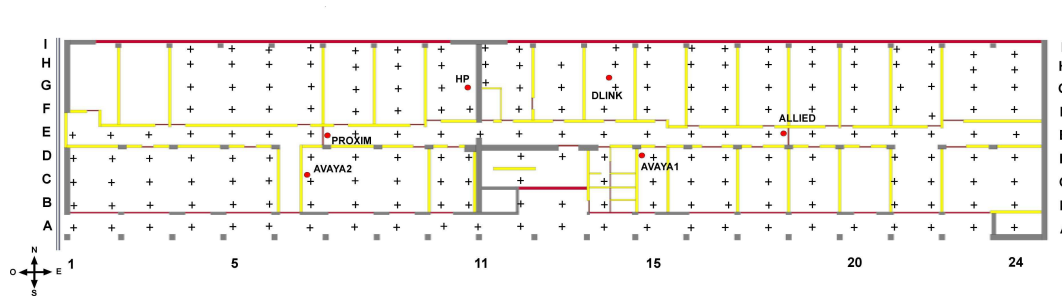 I
H
HP
G
DLINK
F
ALLIED
E
PROXIM
D
AVAYA1
AVAYA2
C
B
A
N
O E
S
1 5 11 15 20 24